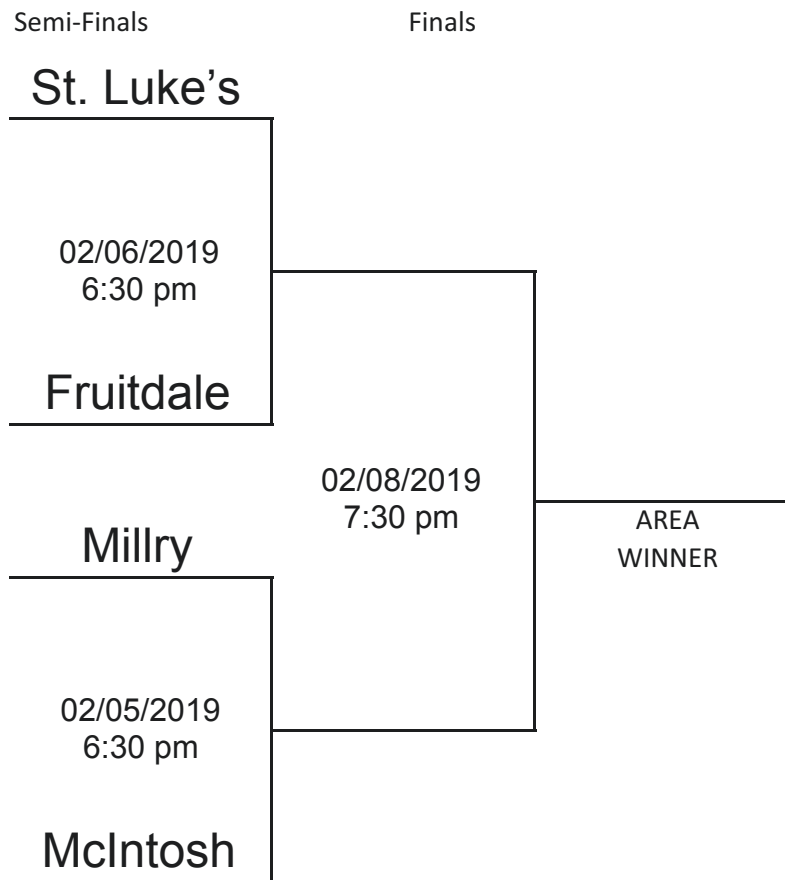 Semi-Finals
Finals
St. Luke’s
02/06/2019
6:30 pm
Fruitdale
02/08/2019
7:30 pm
AREA
WINNER
Millry
02/05/2019
6:30 pm
McIntosh